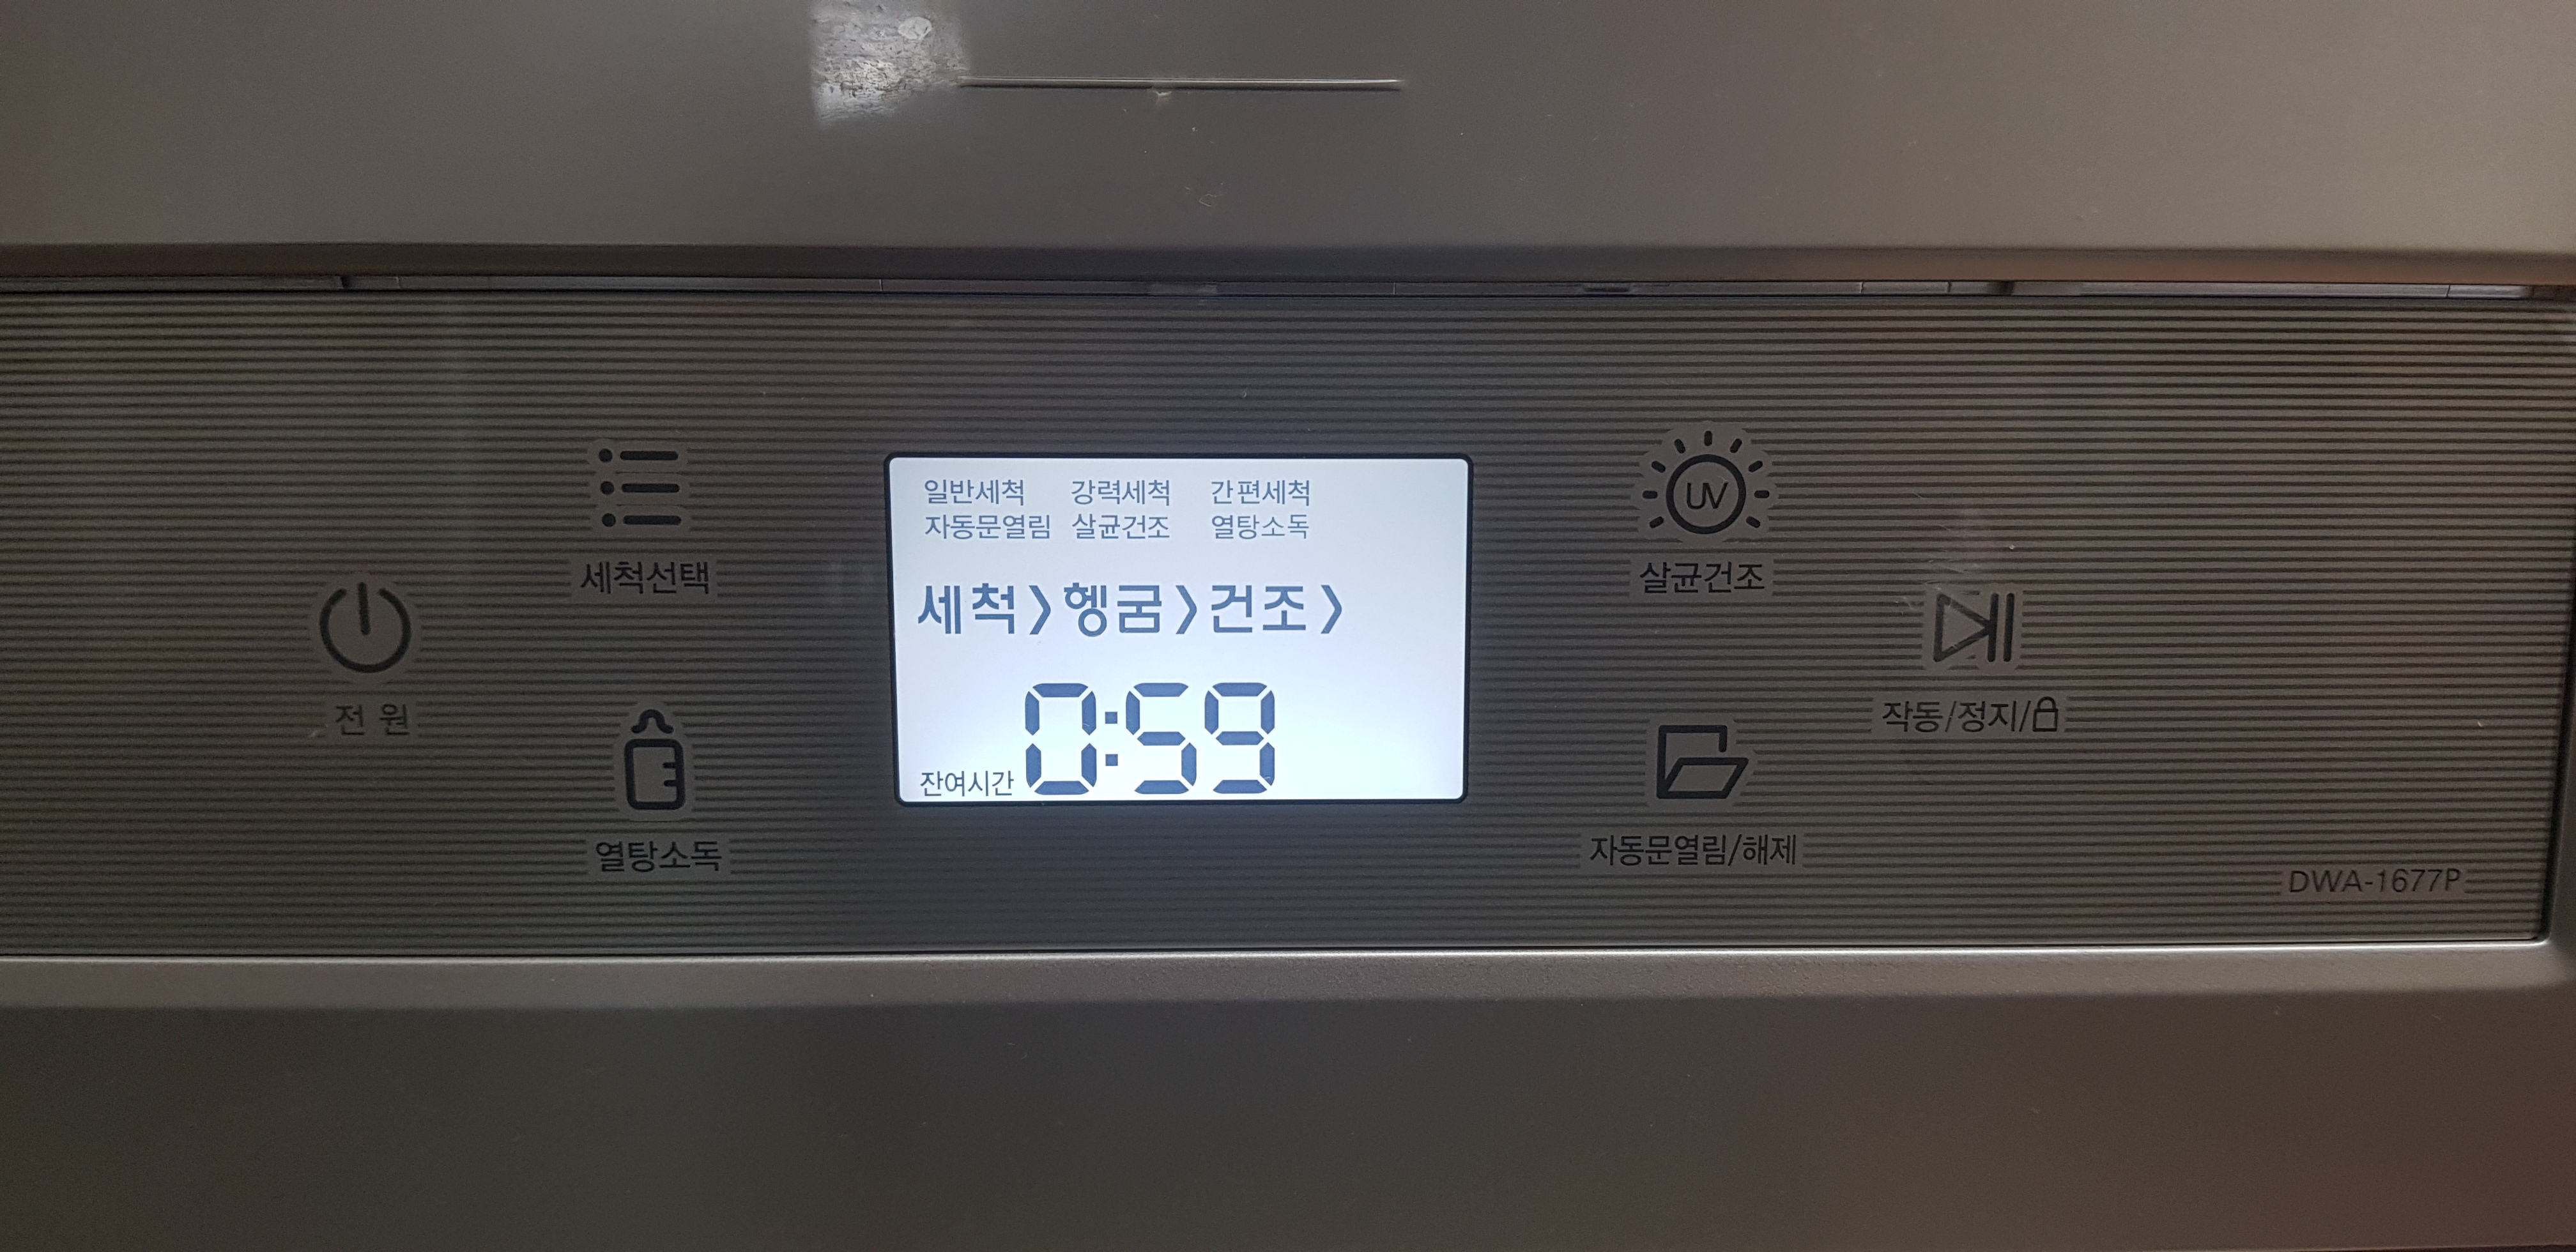 세척선택
전 원
열탕소독
일반세척 강력세척 간편세척
자동문열림 살균건조 열탕소독
세척〉헹굼〉건조〉
잔여시간 0:59
UV
살균건조
작동/정지/
자동문열림/해제
DWA-1677P